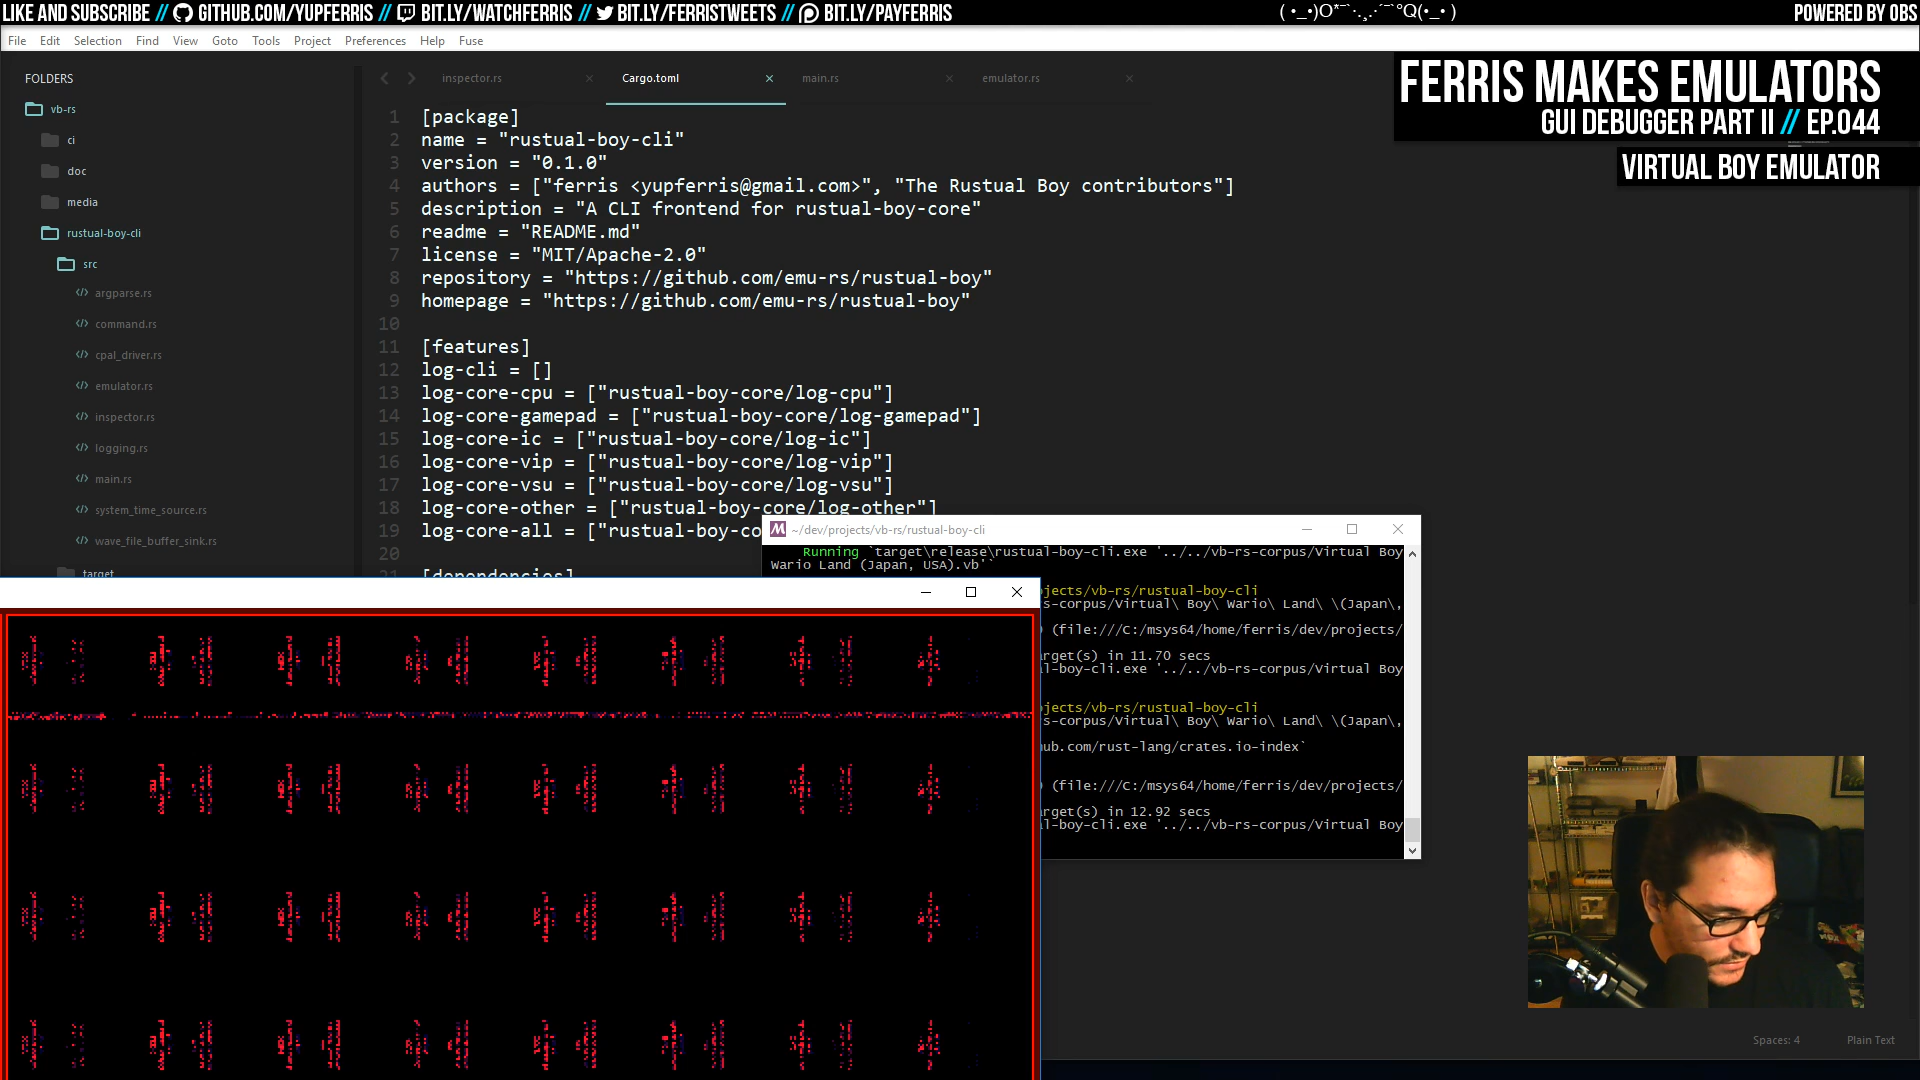 LIKE AND SUBSCRIBE // GITHUB.COM/YUPFERRIS // BIT.LY/WATCHFERRIS // BIT.LY/FERRISTWEETS // BIT.LY/PAYFERRIS
POWERED BY OBS
File Edit Selection Find View Goto Tools Project Preferences Help Fuse
FERRIS MAKES EMULATORS
GUI DEBUGGER PART II // EP.044
VIRTUAL BOY EMULATOR
FOLDERS
vb-rs
ci
doc
media
rustual-boy-cli
src
argparse.rs
command.rs
cpal_driver.rs
emulator.rs
inspector.rs
logging.rs
main.rs
system_time_source.rs
wave_file_buffer_sink.rs
target
inspector.rs Cargo.toml main.rs emulator.rs
1 [package]
2 name = "rustual-boy-cli"
3 version = "0.1.0"
4 authors = ["ferris <yupferris@gmail.com>", "The Rustual Boy contributors"]
5 description = "A CLI frontend for rustual-boy-core"
6 readme = "README.md"
7 license = "MIT/Apache-2.0"
8 repository = "https://github.com/emu-rs/rustual-boy"
9 homepage = "https://github.com/emu-rs/rustual-boy"
10
11 [features]
12 log-cli = []
13 log-core-cpu = ["rustual-boy-core/log-cpu"]
14 log-core-gamepad = ["rustual-boy-core/log-gamepad"]
15 log-core-ic = ["rustual-boy-core/log-ic"]
16 log-core-vip = ["rustual-boy-core/log-vip"]
17 log-core-vsu = ["rustual-boy-core/log-vsu"]
18 log-core-other = ["rustual-boy-core/log-other"]
19 log-core-all = ["rustual-boy-co
20
21 [dependencies]
~/dev/projects/vb-rs/rustual-boy-cli
Running `target\release\rustual-boy-cli.exe '../../vb-rs-corpus/Virtual Boy
Wario Land (Japan, USA).vb'`
jects/vb-rs/rustual-boy-cli
s-corpus/Virtual\ Boy\ Wario\ Land\ \(Japan\,
) (file:///C:/msys64/home/ferris/dev/projects/
rget(s) in 11.70 secs
l-boy-cli.exe '../../vb-rs-corpus/Virtual Boy
jects/vb-rs/rustual-boy-cli
s-corpus/Virtual\ Boy\ Wario\ Land\ \(Japan\,
ub.com/rust-lang/crates.io-index`
) (file:///C:/msys64/home/ferris/dev/projects/
rget(s) in 12.92 secs
l-boy-cli.exe '../../vb-rs-corpus/Virtual Boy
Spaces: 4 Plain Text